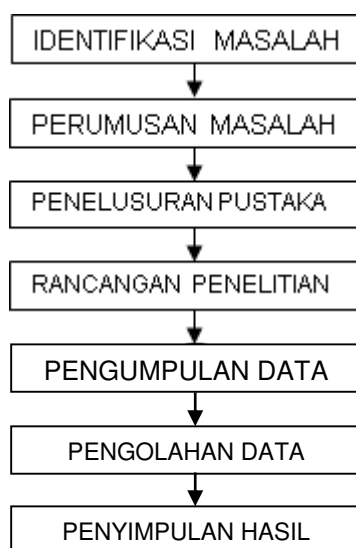 IDENTIFIKASI MASALAH
PERUMUSAN MASALAH
PENELUSURAN PUSTAKA
RANCANGAN PENELITIAN
PENGUMPULAN DATA
PENGOLAHAN DATA
PENYIMPULAN HASIL